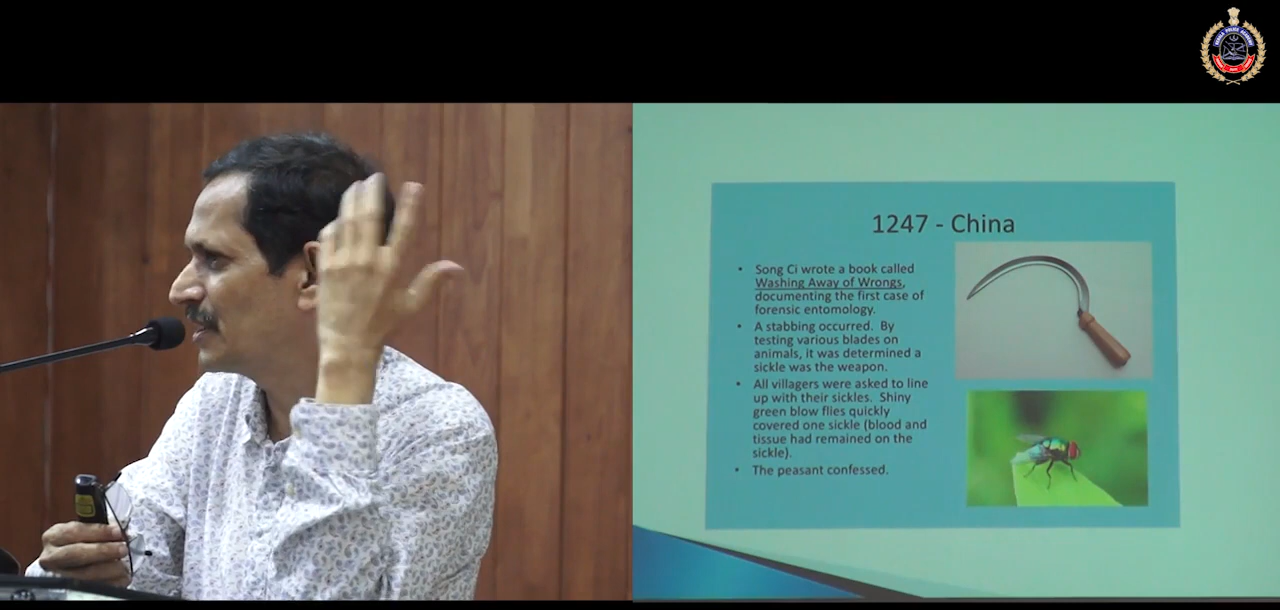 KERALA POLICE ACADEMY
1247 - China
• Song Ci wrote a book called
Washing Away of Wrongs,
documenting the first case of
forensic entomology.
• A stabbing occurred. By
testing various blades on
animals, it was determined a
sickle was the weapon.
• All villagers were asked to line
up with their sickles. Shiny
green blow flies quickly
covered one sickle (blood and
tissue had remained on the
sickle).
• The peasant confessed.